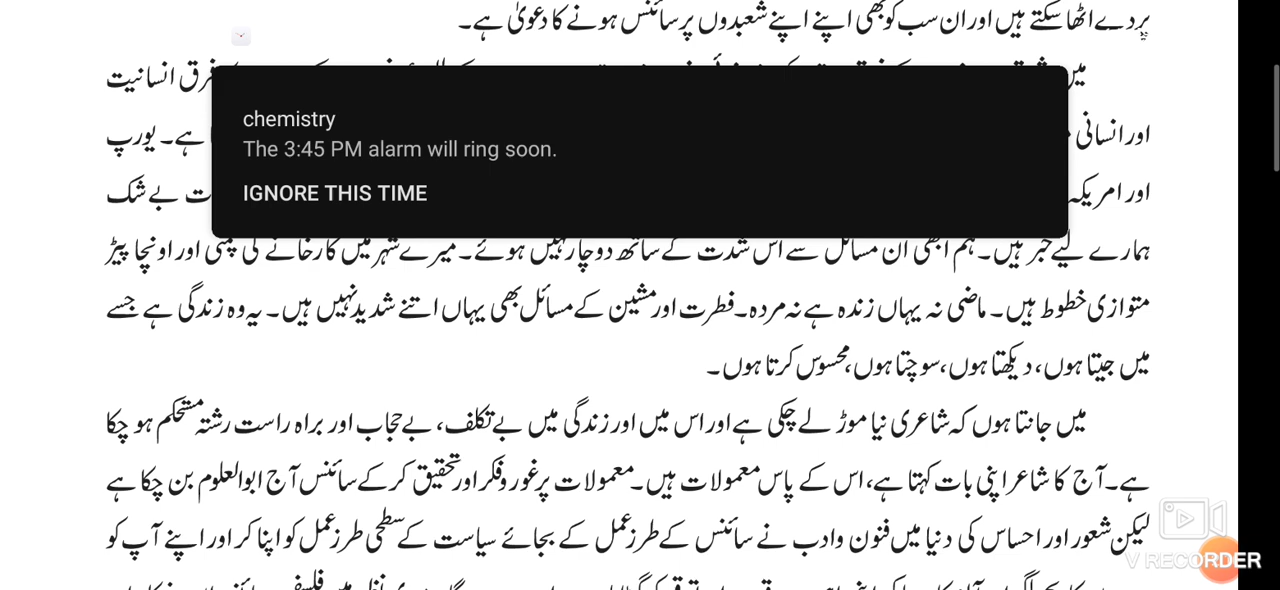 پردے اٹھا سکتے ہیں اور ان سب کو بھی اپنے اپنے شعبدوں پر سائنس ہونے کا دعویٰ ہے۔
میں فرق انسانیت
chemistry
The 3:45 PM alarm will ring soon.
IGNORE THIS TIME
اور انسانی ہے۔ یورپ
اور امریکہ بے شک
ہمارے لیے خبر ہیں۔ ہم ابھی ان مسائل سے اس شدت کے ساتھ دوچار نہیں ہوئے۔ میرے شہر میں کارخانے کی چمنی اور اونچا پیڑ
متوازی خطوط ہیں۔ ماضی نہ یہاں زندہ ہے نہ مردہ۔ فطرت اور مشین کے مسائل بھی یہاں اتنے شدید نہیں ہیں۔ یہ وہ زندگی ہے جسے
میں جیتا ہوں، دیکھتا ہوں، سوچتا ہوں، محسوس کرتا ہوں۔
میں جانتا ہوں کہ شاعری نیا موڑ لے چکی ہے اور اس میں اور زندگی میں بے تکلف، بے حجاب اور براہ راست رشتہ مستحکم ہو چکا
ہے۔ آج کا شاعر اپنی بات کہتا ہے، اس کے پاس معمولات ہیں۔ معمولات پر غور و فکر اور تحقیق کر کے سائنس آج ابوالعلوم بن چکا ہے
لیکن شعور اور احساس کی دنیا میں فنون و ادب نے سائنس کے طرز عمل کے بجائے سیاست کے سطحی طرز عمل کو اپنا کر اور اپنے آپ کو
V RECORDER